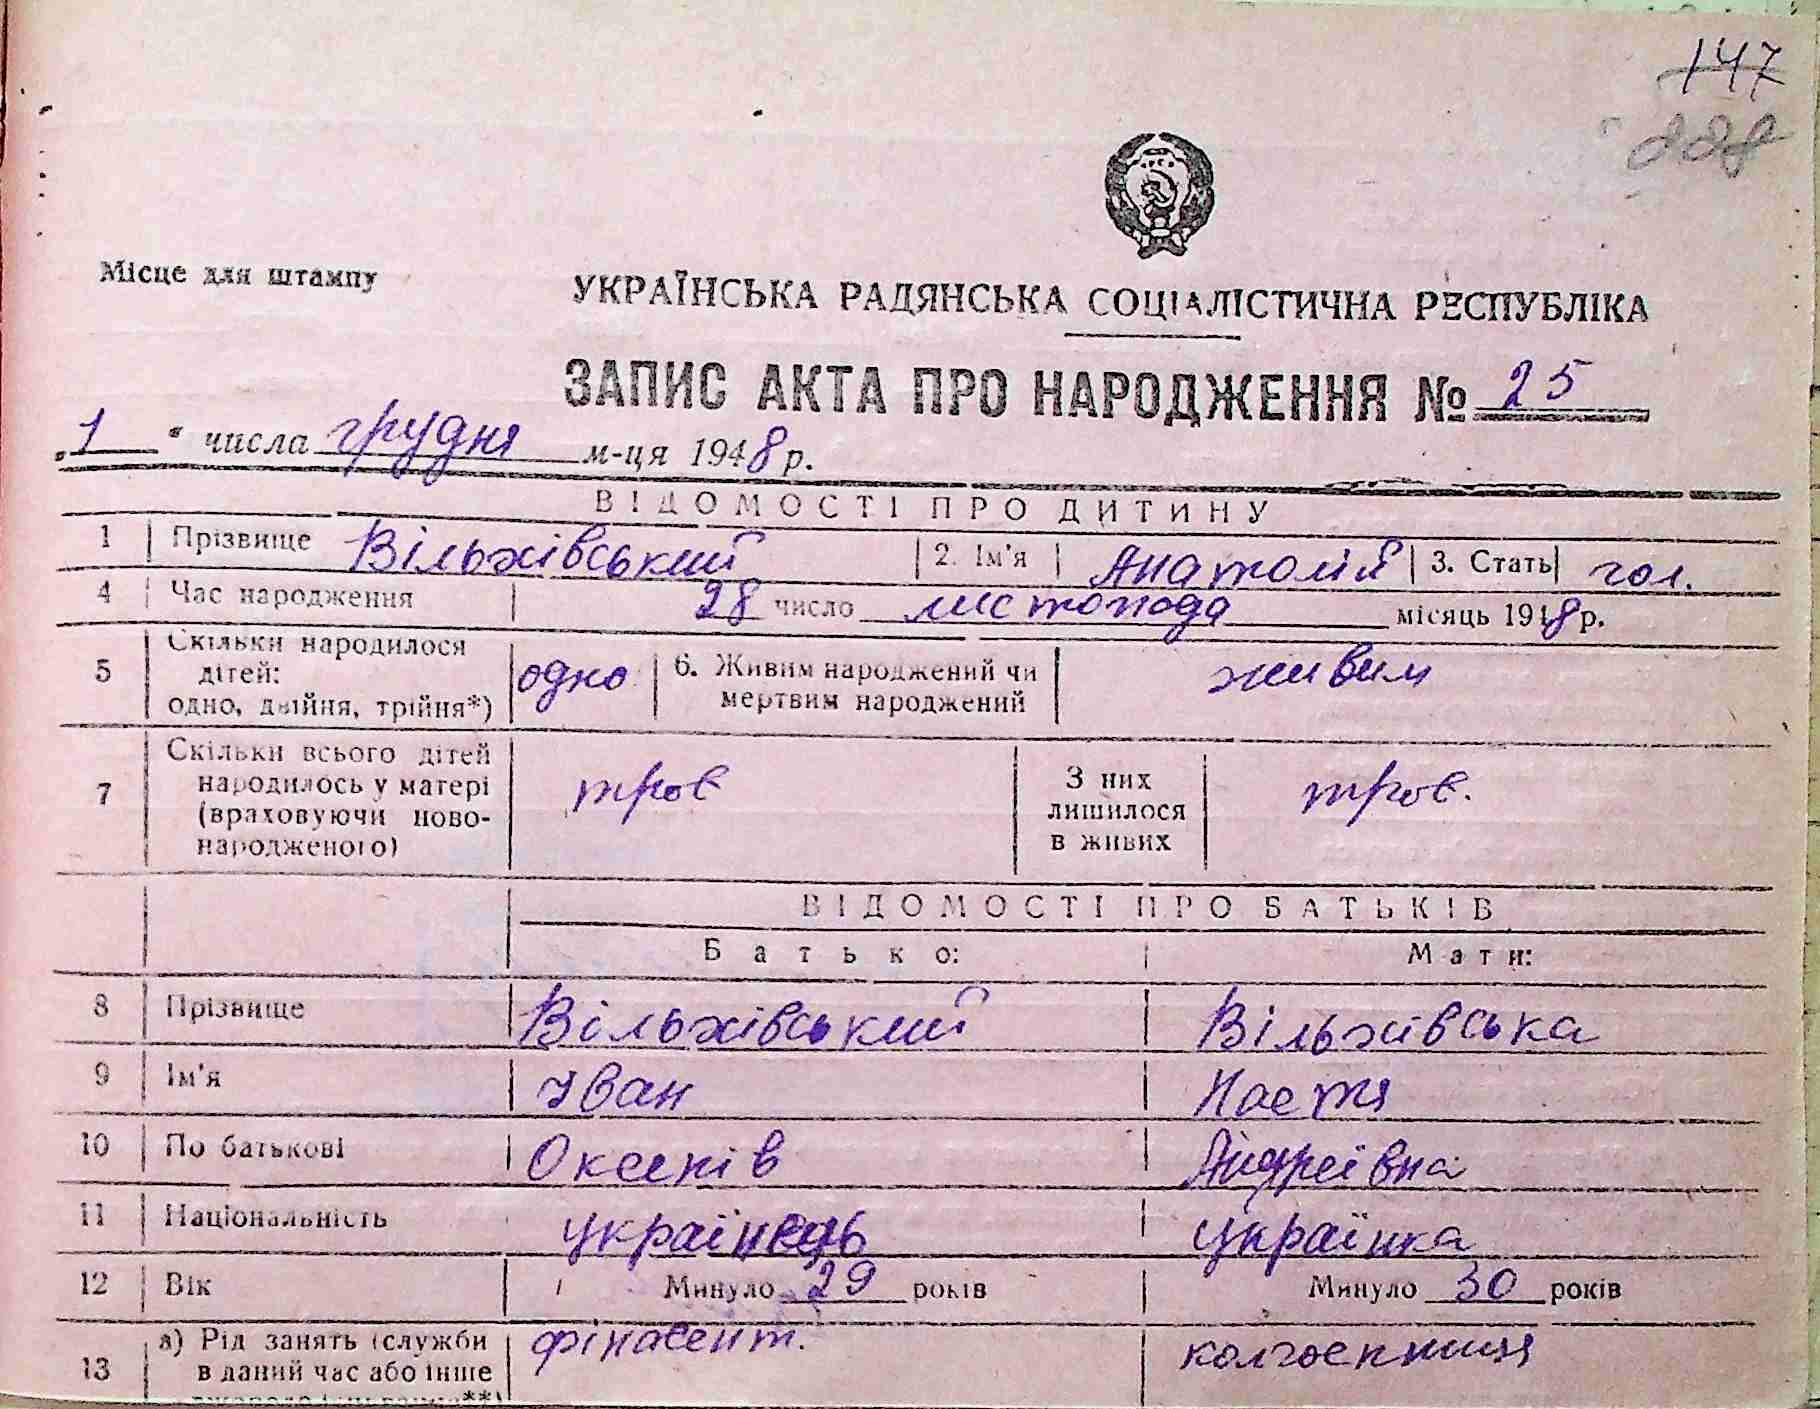 147
228
Місце для штампу
УКРАЇНСЬКА РАДЯНСЬКА СОЦІАЛІСТИЧНА РЕСПУБЛІКА
ЗАПИС АКТА ПРО НАРОДЖЕННЯ № 25
„1" числа грудня м-ця 1948 р.
ВІДОМОСТІ ПРО ДИТИНУ
1 Прізвище Вільхівський 2. Ім'я Анатолій 3. Стать чол.
4 Час народження 28 число листопада місяць 1948 р.
5 Скільки народилося дітей: одно, двійня, трійня*) одно 6. Живим народжений чи мертвим народжений живим
7 Скільки всього дітей народилось у матері (враховуючи новонародженого) троє З них лишилося в живих троє.
ВІДОМОСТІ ПРО БАТЬКІВ
Батько: Мати:
8 Прізвище Вільхівський Вільхівська
9 Ім'я Іван Настя
10 По батькові Андреївна
11 Національність українець українка
12 Вік Минуло 29 років Минуло 30 років
13 а) Рід занять (служби в даний час або інше фінагент. колгоспниця